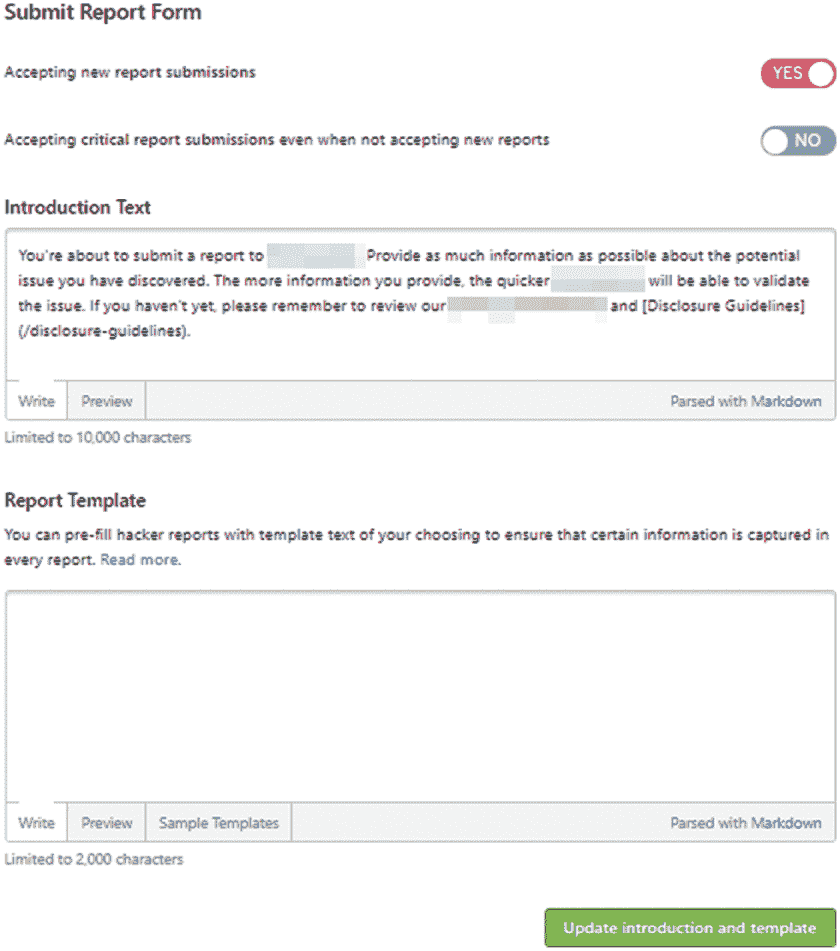 Submit Report Form
Accepting new report submissions
YES
Accepting critical report submissions even when not accepting new reports
NO
Introduction Text
You're about to submit a report to Provide as much information as possible about the potential
issue you have discovered. The more information you provide, the quicker will be able to validate
the issue. If you haven't yet, please remember to review our and [Disclosure Guidelines]
(/disclosure-guidelines).
Write Preview Parsed with Markdown
Limited to 10,000 characters
Report Template
You can pre-fill hacker reports with template text of your choosing to ensure that certain information is captured in
every report. Read more.
Write Preview Sample Templates Parsed with Markdown
Limited to 2,000 characters
Update introduction and template